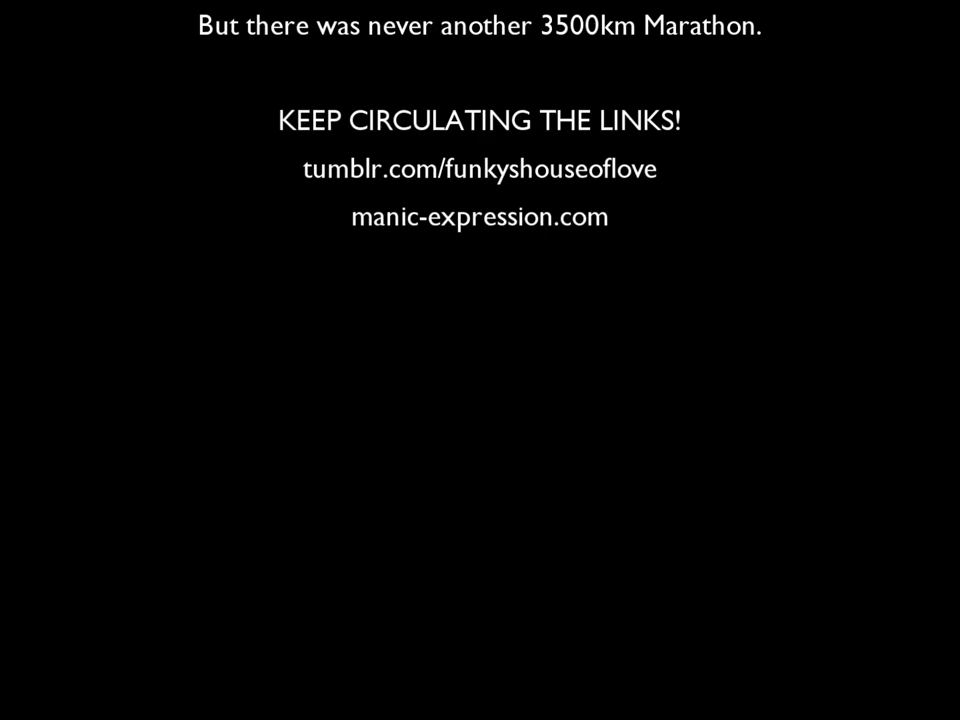 But there was never another 3500km Marathon.
KEEP CIRCULATING THE LINKS!
tumblr.com/funkyshouseoflove
manic-expression.com